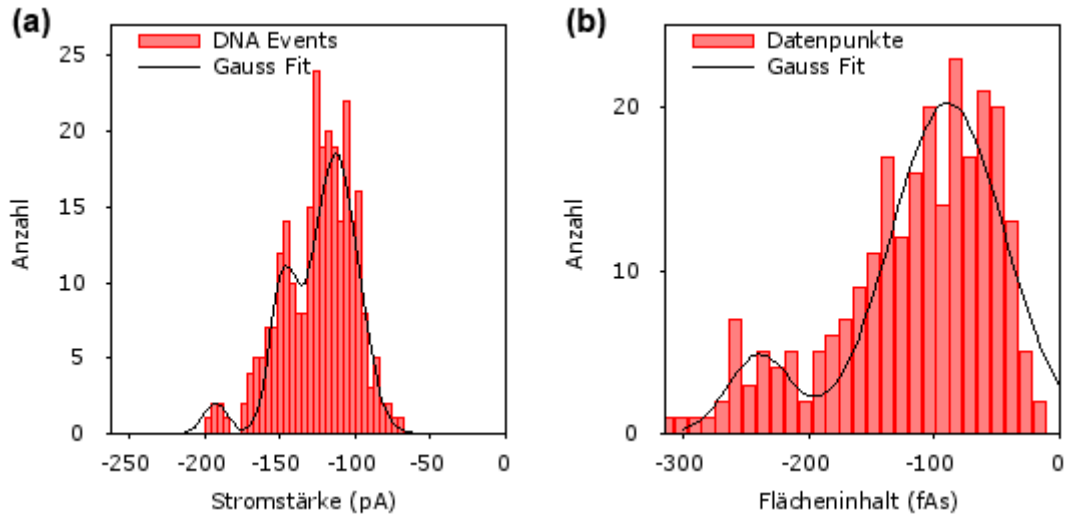 (a)
DNA Events
Gauss Fit
25
20
15
10
5
0
Anzahl
-250 -200 -150 -100 -50 0
Stromstärke (pA)
(b)
Datenpunkte
Gauss Fit
20
10
0
Anzahl
-300 -200 -100 0
Flächeninhalt (fAs)